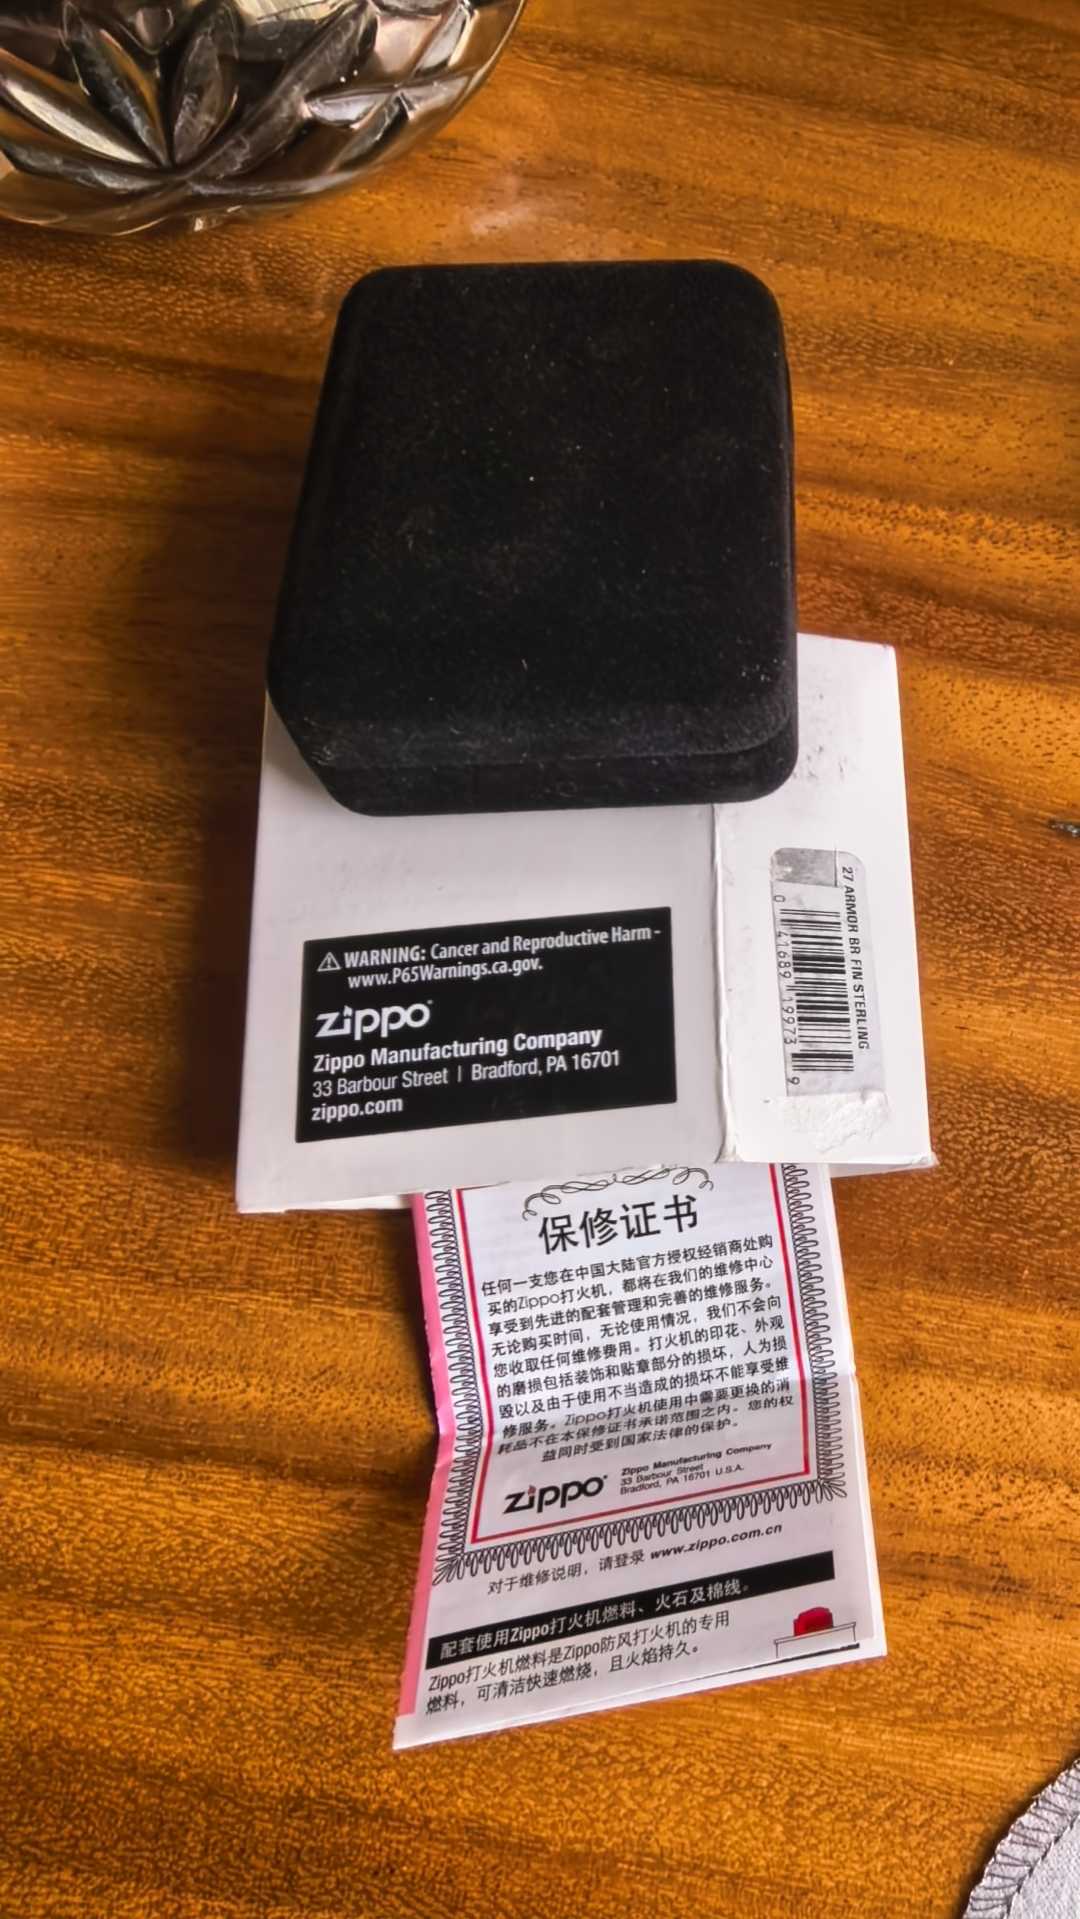 WARNING: Cancer and Reproductive Harm -
www.P65Warnings.ca.gov.
zippo
Zippo Manufacturing Company
33 Barbour Street | Bradford, PA 16701
zippo.com
27 ARMOR BR FIN STERLING
0 41689 19973 9
保修证书
任何一支您在中国大陆官方授权经销商处购
买的Zippo打火机，都将在我们的维修中心
享受到先进的配套管理和完善的维修服务。
无论购买时间，无论使用情况，我们不会向
您收取任何维修费用。打火机的印花、外观
的磨损包括装饰和贴章部分的损坏，人为损
毁以及由于使用不当造成的损坏不能享受维
修服务。Zippo打火机使用中需要更换的消
耗品不在本保修证书承诺范围之内。您的权
益同时受到国家法律的保护。
zippo
Zippo Manufacturing Company
33 Barbour Street
Bradford, PA 16701 U.S.A.
对于维修说明，请登录 www.zippo.com.cn
配套使用Zippo打火机燃料、火石及棉线。
Zippo打火机燃料是Zippo防风打火机的专用
燃料，可清洁快速燃烧，且火焰持久。